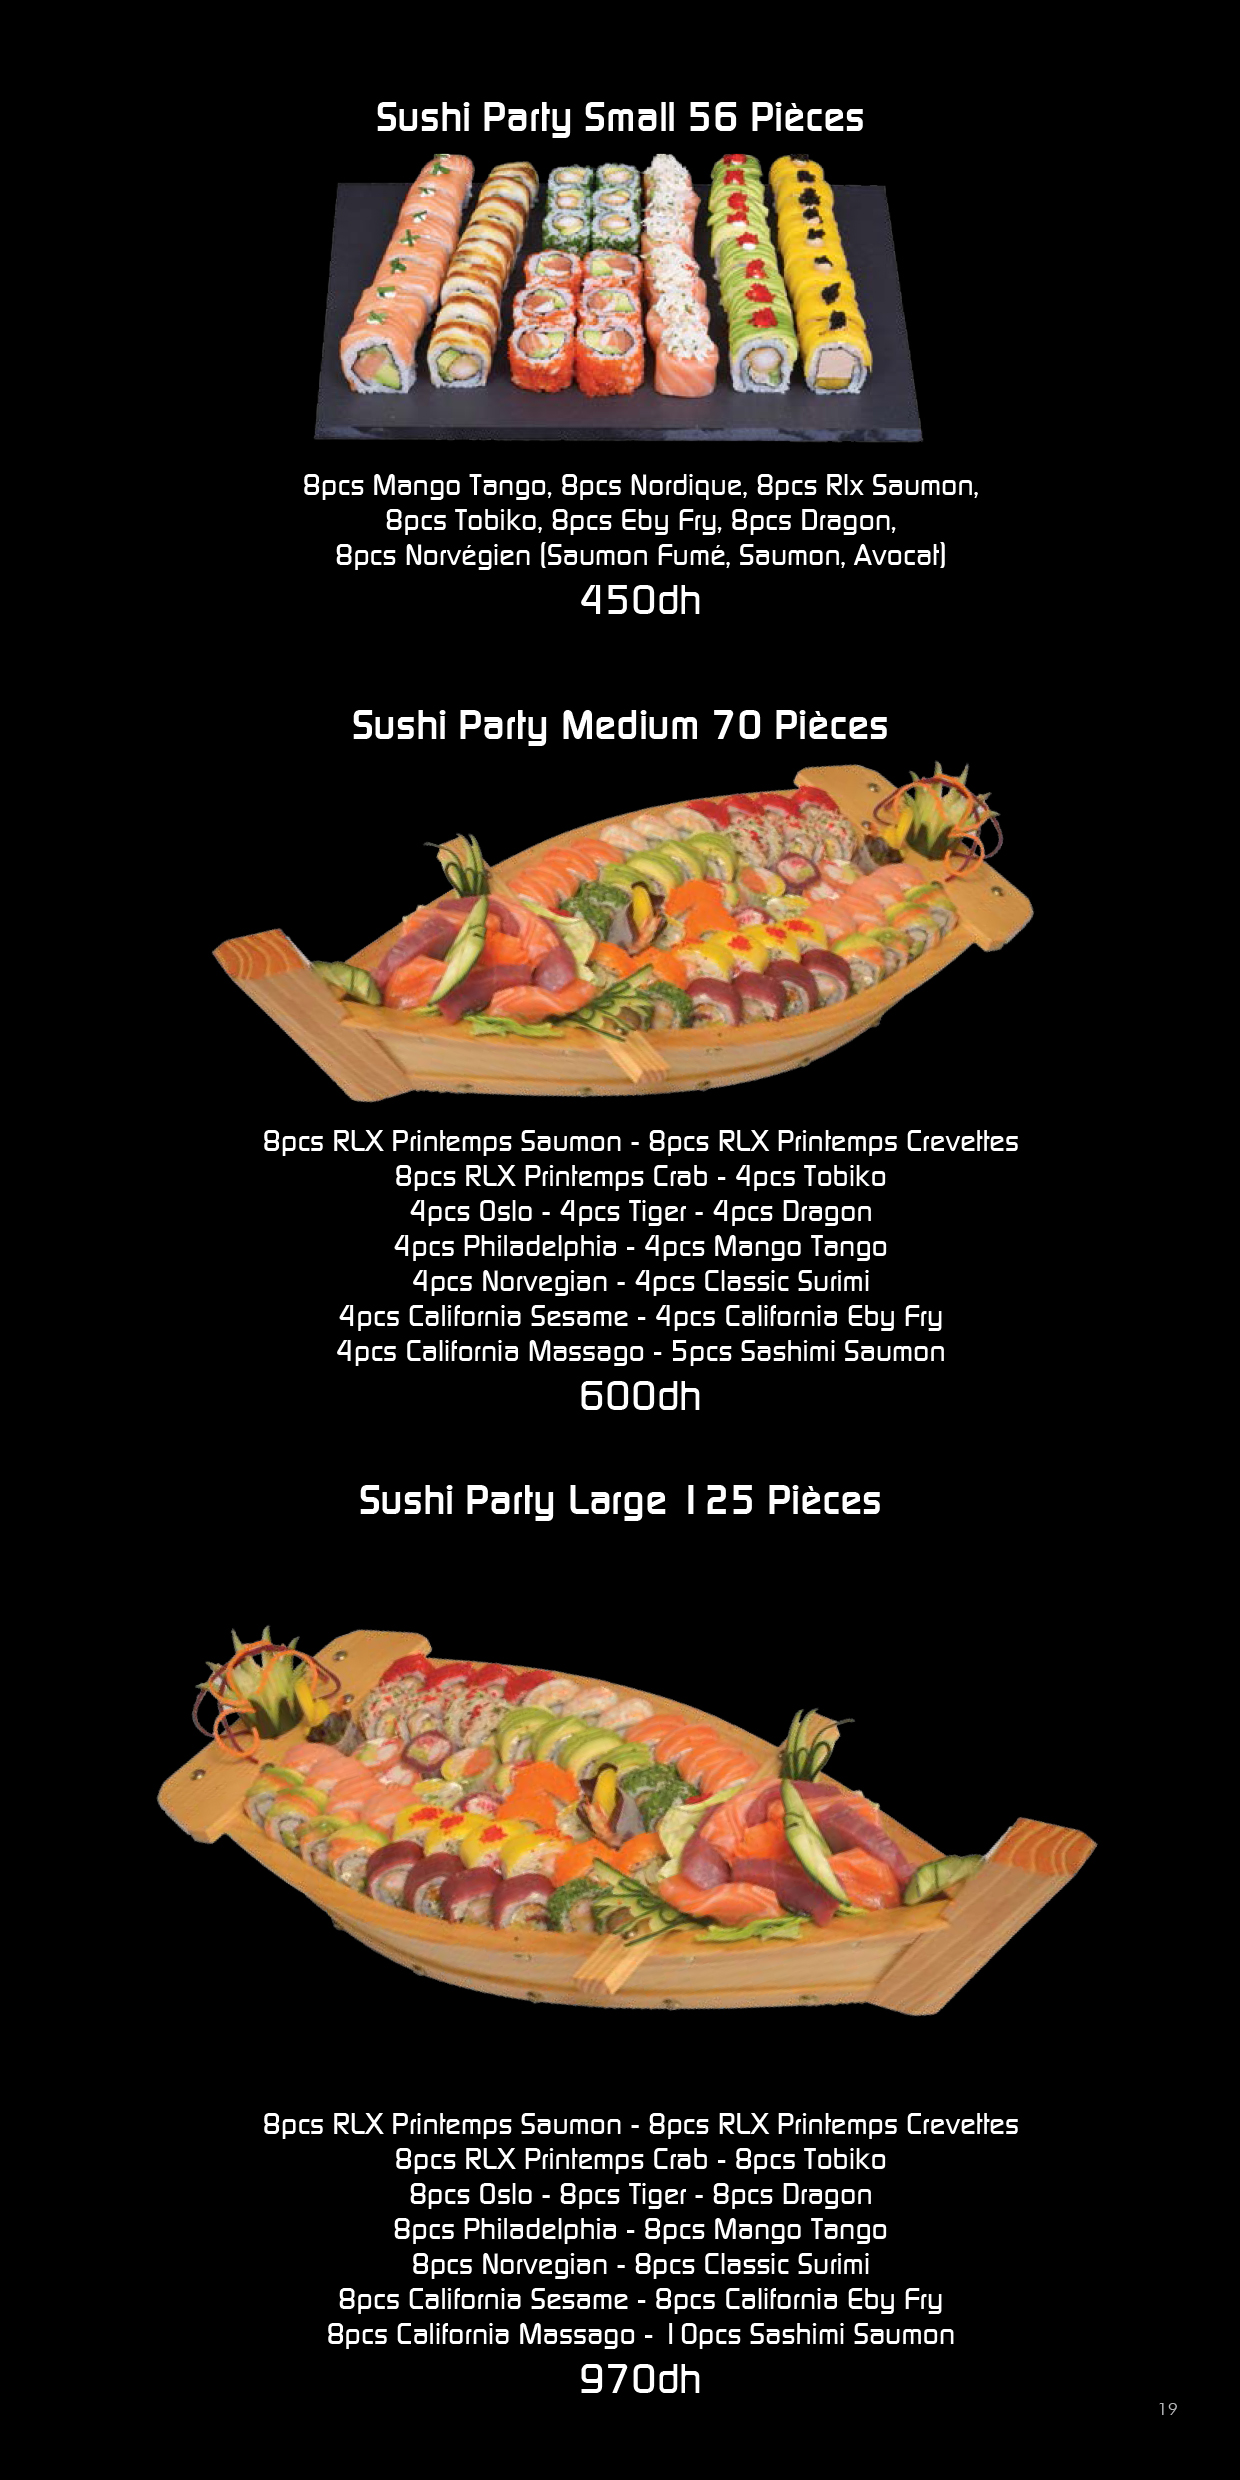 Sushi Party Small 56 Pièces
8pcs Mango Tango, 8pcs Nordique, 8pcs Rlx Saumon,
8pcs Tobiko, 8pcs Eby Fry, 8pcs Dragon,
8pcs Norvégien (Saumon Fumé, Saumon, Avocat)
450dh
Sushi Party Medium 70 Pièces
8pcs RLX Printemps Saumon - 8pcs RLX Printemps Crevettes
8pcs RLX Printemps Crab - 4pcs Tobiko
4pcs Oslo - 4pcs Tiger - 4pcs Dragon
4pcs Philadelphia - 4pcs Mango Tango
4pcs Norvegian - 4pcs Classic Surimi
4pcs California Sesame - 4pcs California Eby Fry
4pcs California Massago - 5pcs Sashimi Saumon
600dh
Sushi Party Large 125 Pièces
8pcs RLX Printemps Saumon - 8pcs RLX Printemps Crevettes
8pcs RLX Printemps Crab - 8pcs Tobiko
8pcs Oslo - 8pcs Tiger - 8pcs Dragon
8pcs Philadelphia - 8pcs Mango Tango
8pcs Norvegian - 8pcs Classic Surimi
8pcs California Sesame - 8pcs California Eby Fry
8pcs California Massago - 10pcs Sashimi Saumon
970dh
19